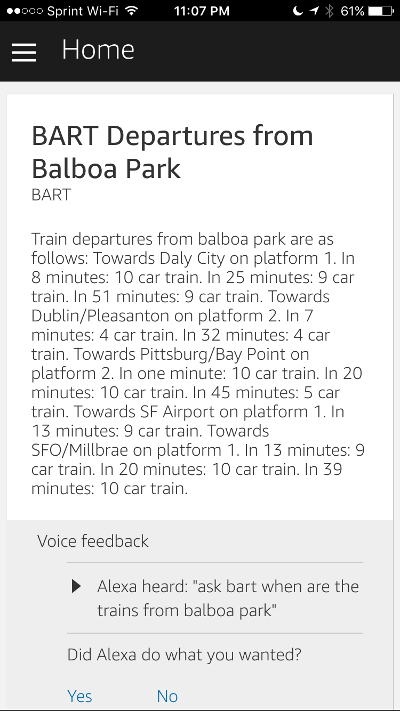 Sprint Wi-Fi 11:07 PM 61%
Home
BART Departures from
Balboa Park
BART
Train departures from balboa park are as
follows: Towards Daly City on platform 1. In
8 minutes: 10 car train. In 25 minutes: 9 car
train. In 51 minutes: 9 car train. Towards
Dublin/Pleasanton on platform 2. In 7
minutes: 4 car train. In 32 minutes: 4 car
train. Towards Pittsburg/Bay Point on
platform 2. In one minute: 10 car train. In 20
minutes: 10 car train. In 45 minutes: 5 car
train. Towards SF Airport on platform 1. In
13 minutes: 9 car train. Towards
SFO/Millbrae on platform 1. In 13 minutes: 9
car train. In 20 minutes: 10 car train. In 39
minutes: 10 car train.
Voice feedback
Alexa heard: "ask bart when are the
trains from balboa park"
Did Alexa do what you wanted?
Yes No